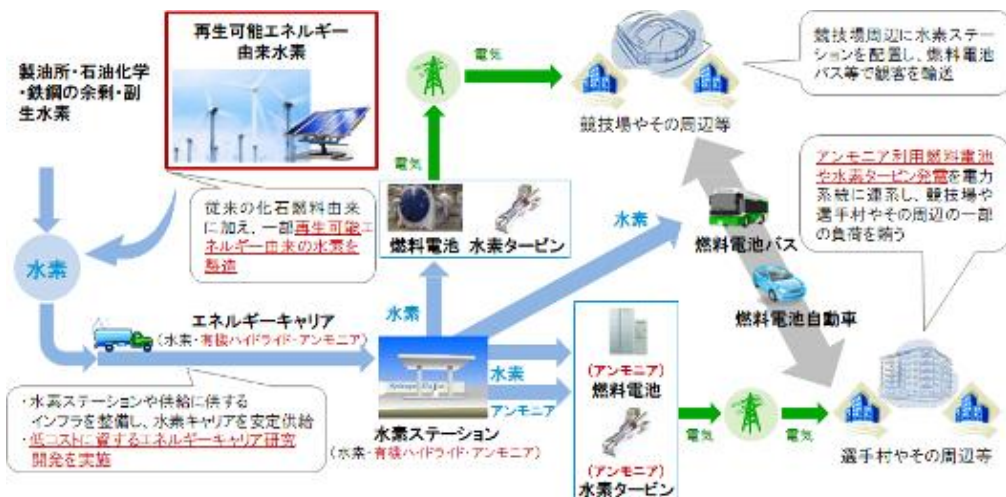 再生可能エネルギー
由来水素
製油所・石油化学
・鉄鋼の余剰・副
生水素
電気
電気
競技場やその周辺等
競技場周辺に水素ステー
ションを配置し、燃料電池
バス等で観客を輸送
アンモニア利用燃料電池
や水素タービン発電を電力
系統に連系し、競技場や
選手村やその周辺の一部
の負荷を賄う
従来の化石燃料由来
に加え、一部再生可能エ
ネルギー由来の水素を
製造
燃料電池 水素タービン
水素
燃料電池バス
燃料電池自動車
水素
水素
エネルギーキャリア
(水素・有機ハイドライド・アンモニア)
水素
アンモニア
(アンモニア)
燃料電池
(アンモニア)
水素タービン
電気
電気
・水素ステーションや供給に供する
インフラを整備し、水素キャリアを安定供給
・低コストに資するエネルギーキャリア研究
開発を実施
水素ステーション
(水素・有機ハイドライド・アンモニア)
選手村やその周辺等